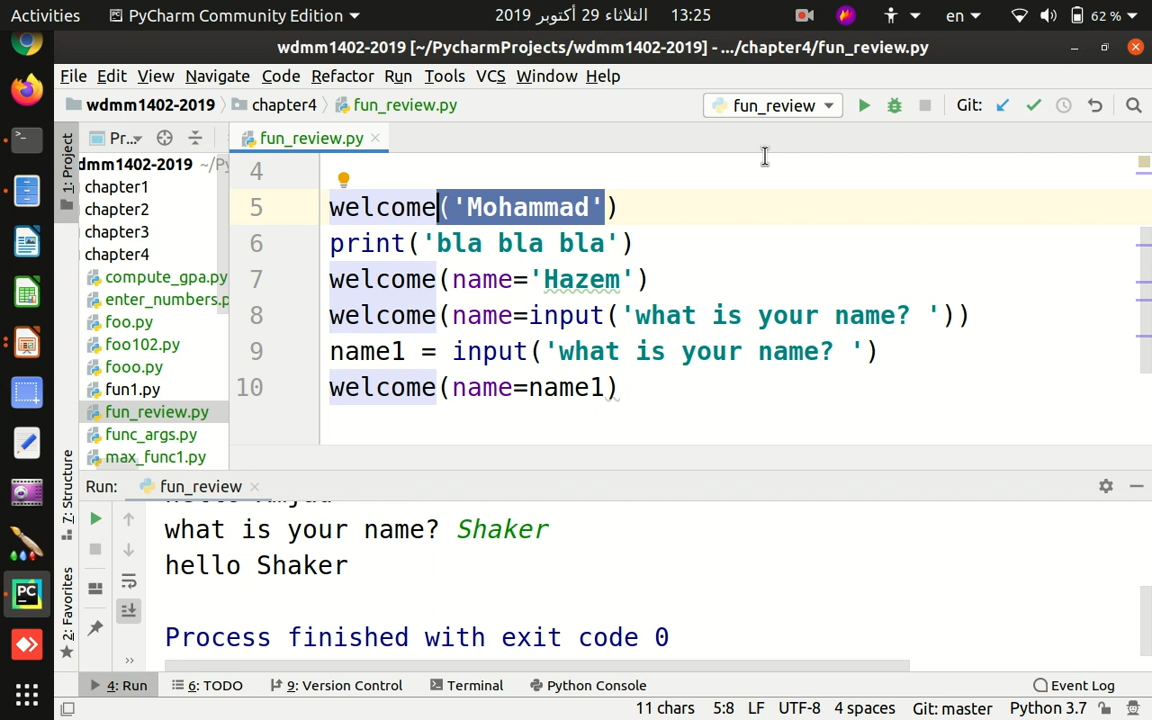 Activities PyCharm Community Edition 2019 الثلاثاء 29 أكتوبر 13:25 en 62 %
wdmm1402-2019 [~/PycharmProjects/wdmm1402-2019] - .../chapter4/fun_review.py
File Edit View Navigate Code Refactor Run Tools VCS Window Help
wdmm1402-2019 chapter4 fun_review.py fun_review Git:
1: Project Pr... fun_review.py
dmm1402-2019 ~/Py
chapter1
chapter2
chapter3
chapter4
compute_gpa.py
enter_numbers.p
foo.py
foo102.py
fooo.py
fun1.py
fun_review.py
func_args.py
max_func1.py
4
5 welcome('Mohammad')
6 print('bla bla bla')
7 welcome(name='Hazem')
8 welcome(name=input('what is your name? '))
9 name1 = input('what is your name? ')
10 welcome(name=name1)
7: Structure
2: Favorites
Run: fun_review
what is your name? Shaker
hello Shaker
Process finished with exit code 0
4: Run 6: TODO 9: Version Control Terminal Python Console Event Log
11 chars 5:8 LF UTF-8 4 spaces Git: master Python 3.7